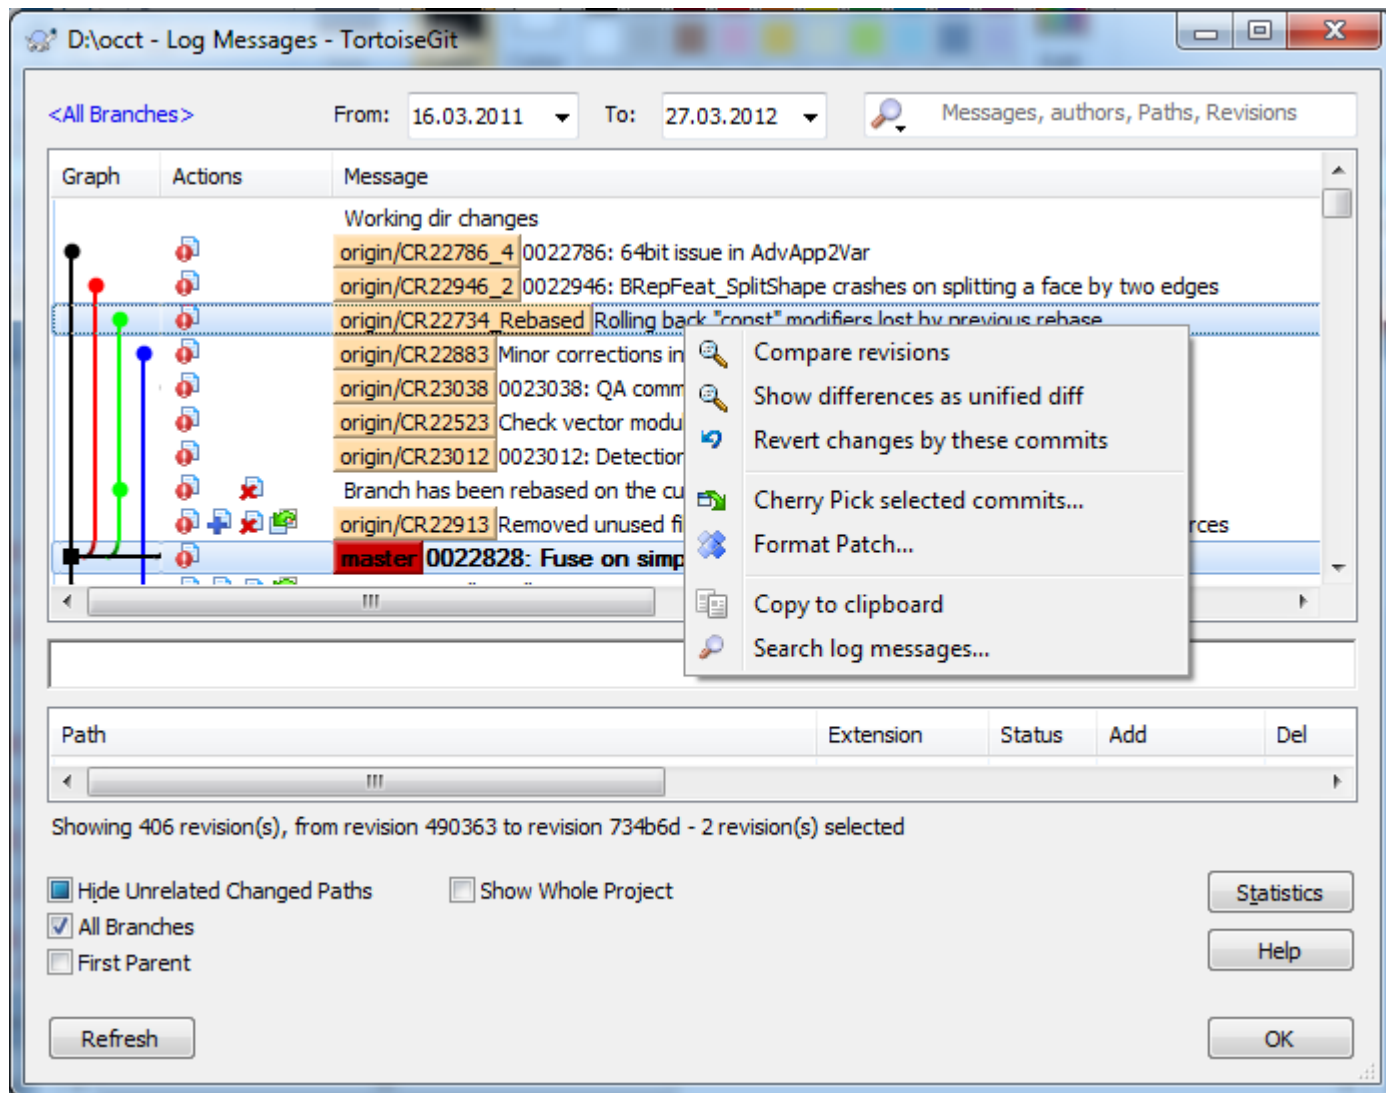 D:\occt - Log Messages - TortoiseGit
<All Branches> From: 16.03.2011 To: 27.03.2012 Messages, authors, Paths, Revisions
Graph Actions Message
Working dir changes
origin/CR22786_4 0022786: 64bit issue in AdvApp2Var
origin/CR22946_2 0022946: BRepFeat_SplitShape crashes on splitting a face by two edges
origin/CR22734_Rebased Rolling back "const" modifiers lost by previous rebase
origin/CR22883 Minor corrections in
origin/CR23038 0023038: QA comm
origin/CR22523 Check vector modu
origin/CR23012 0023012: Detection
Branch has been rebased on the cu
origin/CR22913 Removed unused fi rces
master 0022828: Fuse on simp
Compare revisions
Show differences as unified diff
Revert changes by these commits
Cherry Pick selected commits...
Format Patch...
Copy to clipboard
Search log messages...
Path Extension Status Add Del
Showing 406 revision(s), from revision 490363 to revision 734b6d - 2 revision(s) selected
Hide Unrelated Changed Paths Show Whole Project Statistics
All Branches
First Parent Help
Refresh OK